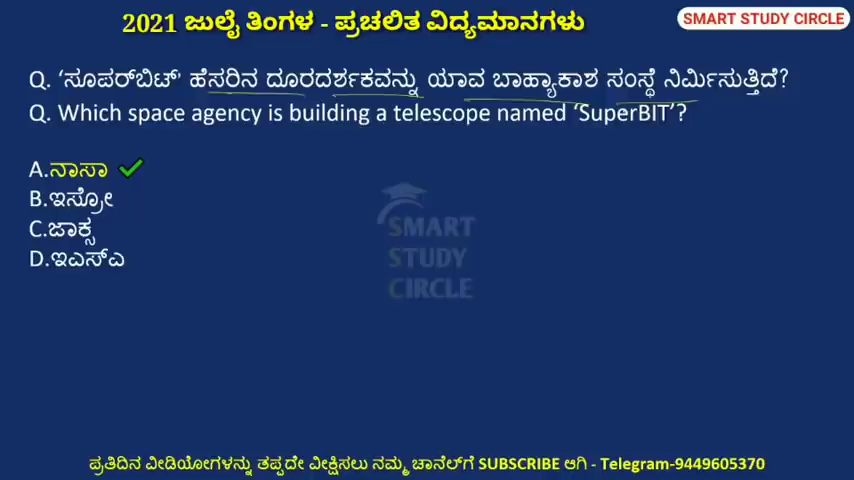 2021 ಜುಲೈ ತಿಂಗಳ - ಪ್ರಚಲಿತ ವಿದ್ಯಮಾನಗಳು
SMART STUDY CIRCLE
Q. ‘ಸೂಪರ್‌ಬಿಟ್’ ಹೆಸರಿನ ದೂರದರ್ಶಕವನ್ನು ಯಾವ ಬಾಹ್ಯಾಕಾಶ ಸಂಸ್ಥೆ ನಿರ್ಮಿಸುತ್ತಿದೆ?
Q. Which space agency is building a telescope named ‘SuperBIT’?
A.ನಾಸಾ
B.ಇಸ್ರೋ
C.ಜಾಕ್ಸ
D.ಇಎಸ್ಎ
SMART
STUDY
CIRCLE
ಪ್ರತಿದಿನ ವೀಡಿಯೋಗಳನ್ನು ತಪ್ಪದೇ ವೀಕ್ಷಿಸಲು ನಮ್ಮ ಚಾನೆಲ್‌ಗೆ SUBSCRIBE ಆಗಿ - Telegram-9449605370